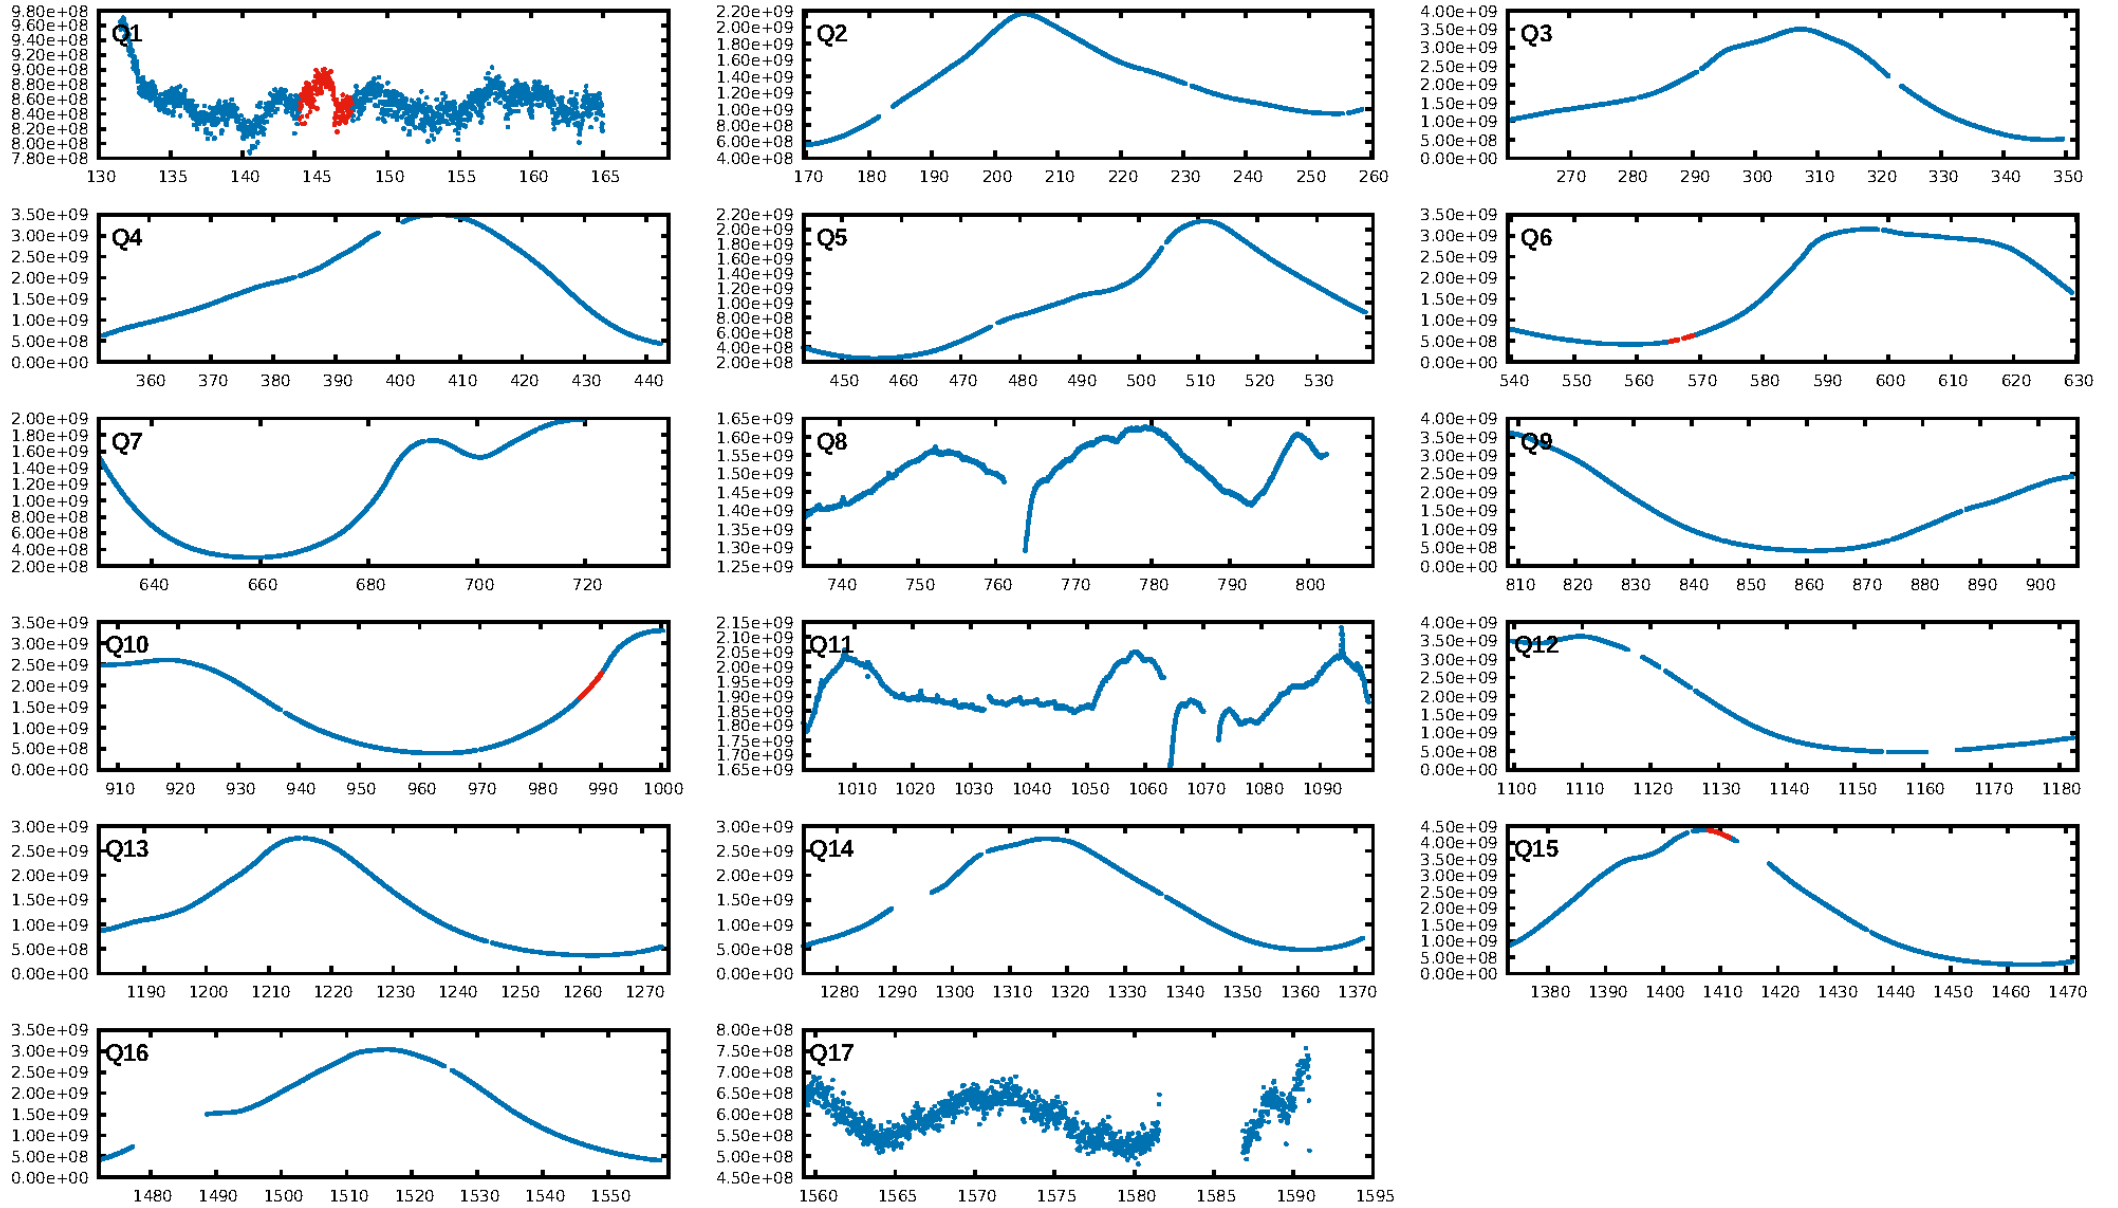 9.80e+08
9.60e+08
9.40e+08
9.20e+08
9.00e+08
8.80e+08
8.60e+08
8.40e+08
8.20e+08
8.00e+08
7.80e+08
Q1
130 135 140 145 150 155 160 165
2.20e+09
2.00e+09
1.80e+09
1.60e+09
1.40e+09
1.20e+09
1.00e+09
8.00e+08
6.00e+08
4.00e+08
Q2
170 180 190 200 210 220 230 240 250 260
4.00e+09
3.50e+09
3.00e+09
2.50e+09
2.00e+09
1.50e+09
1.00e+09
5.00e+08
0.00e+00
Q3
270 280 290 300 310 320 330 340 350
3.50e+09
3.00e+09
2.50e+09
2.00e+09
1.50e+09
1.00e+09
5.00e+08
0.00e+00
Q4
360 370 380 390 400 410 420 430 440
2.20e+09
2.00e+09
1.80e+09
1.60e+09
1.40e+09
1.20e+09
1.00e+09
8.00e+08
6.00e+08
4.00e+08
2.00e+08
Q5
450 460 470 480 490 500 510 520 530
3.50e+09
3.00e+09
2.50e+09
2.00e+09
1.50e+09
1.00e+09
5.00e+08
0.00e+00
Q6
540 550 560 570 580 590 600 610 620 630
2.00e+09
1.80e+09
1.60e+09
1.40e+09
1.20e+09
1.00e+09
8.00e+08
6.00e+08
4.00e+08
2.00e+08
Q7
640 660 680 700 720
1.65e+09
1.60e+09
1.55e+09
1.50e+09
1.45e+09
1.40e+09
1.35e+09
1.30e+09
1.25e+09
Q8
740 750 760 770 780 790 800
4.00e+09
3.50e+09
3.00e+09
2.50e+09
2.00e+09
1.50e+09
1.00e+09
5.00e+08
0.00e+00
Q9
810 820 830 840 850 860 870 880 890 900
3.50e+09
3.00e+09
2.50e+09
2.00e+09
1.50e+09
1.00e+09
5.00e+08
0.00e+00
Q10
910 920 930 940 950 960 970 980 990 1000
2.15e+09
2.10e+09
2.05e+09
2.00e+09
1.95e+09
1.90e+09
1.85e+09
1.80e+09
1.75e+09
1.70e+09
1.65e+09
Q11
1010 1020 1030 1040 1050 1060 1070 1080 1090
4.00e+09
3.50e+09
3.00e+09
2.50e+09
2.00e+09
1.50e+09
1.00e+09
5.00e+08
0.00e+00
Q12
1100 1110 1120 1130 1140 1150 1160 1170 1180
3.00e+09
2.50e+09
2.00e+09
1.50e+09
1.00e+09
5.00e+08
0.00e+00
Q13
1190 1200 1210 1220 1230 1240 1250 1260 1270
3.00e+09
2.50e+09
2.00e+09
1.50e+09
1.00e+09
5.00e+08
0.00e+00
Q14
1280 1290 1300 1310 1320 1330 1340 1350 1360 1370
4.50e+09
4.00e+09
3.50e+09
3.00e+09
2.50e+09
2.00e+09
1.50e+09
1.00e+09
5.00e+08
0.00e+00
Q15
1380 1390 1400 1410 1420 1430 1440 1450 1460 1470
3.50e+09
3.00e+09
2.50e+09
2.00e+09
1.50e+09
1.00e+09
5.00e+08
0.00e+00
Q16
1480 1490 1500 1510 1520 1530 1540 1550
8.00e+08
7.50e+08
7.00e+08
6.50e+08
6.00e+08
5.50e+08
5.00e+08
4.50e+08
Q17
1560 1565 1570 1575 1580 1585 1590 1595